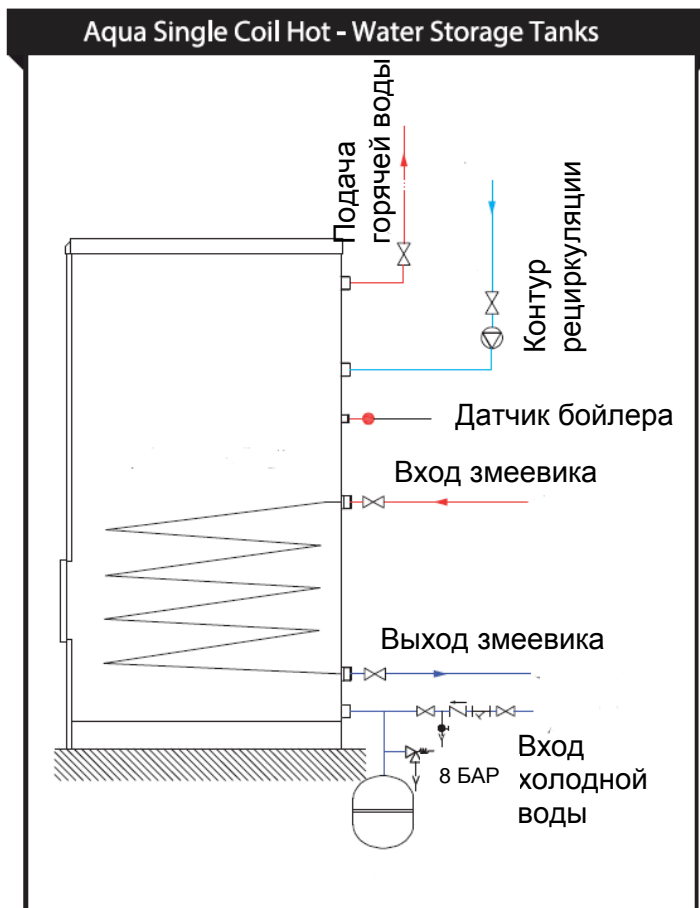 Aqua Single Coil Hot - Water Storage Tanks
Подача
горячей воды
Контур
рециркуляции
Датчик бойлера
Вход змеевика
Выход змеевика
8 БАР
Вход
холодной
воды